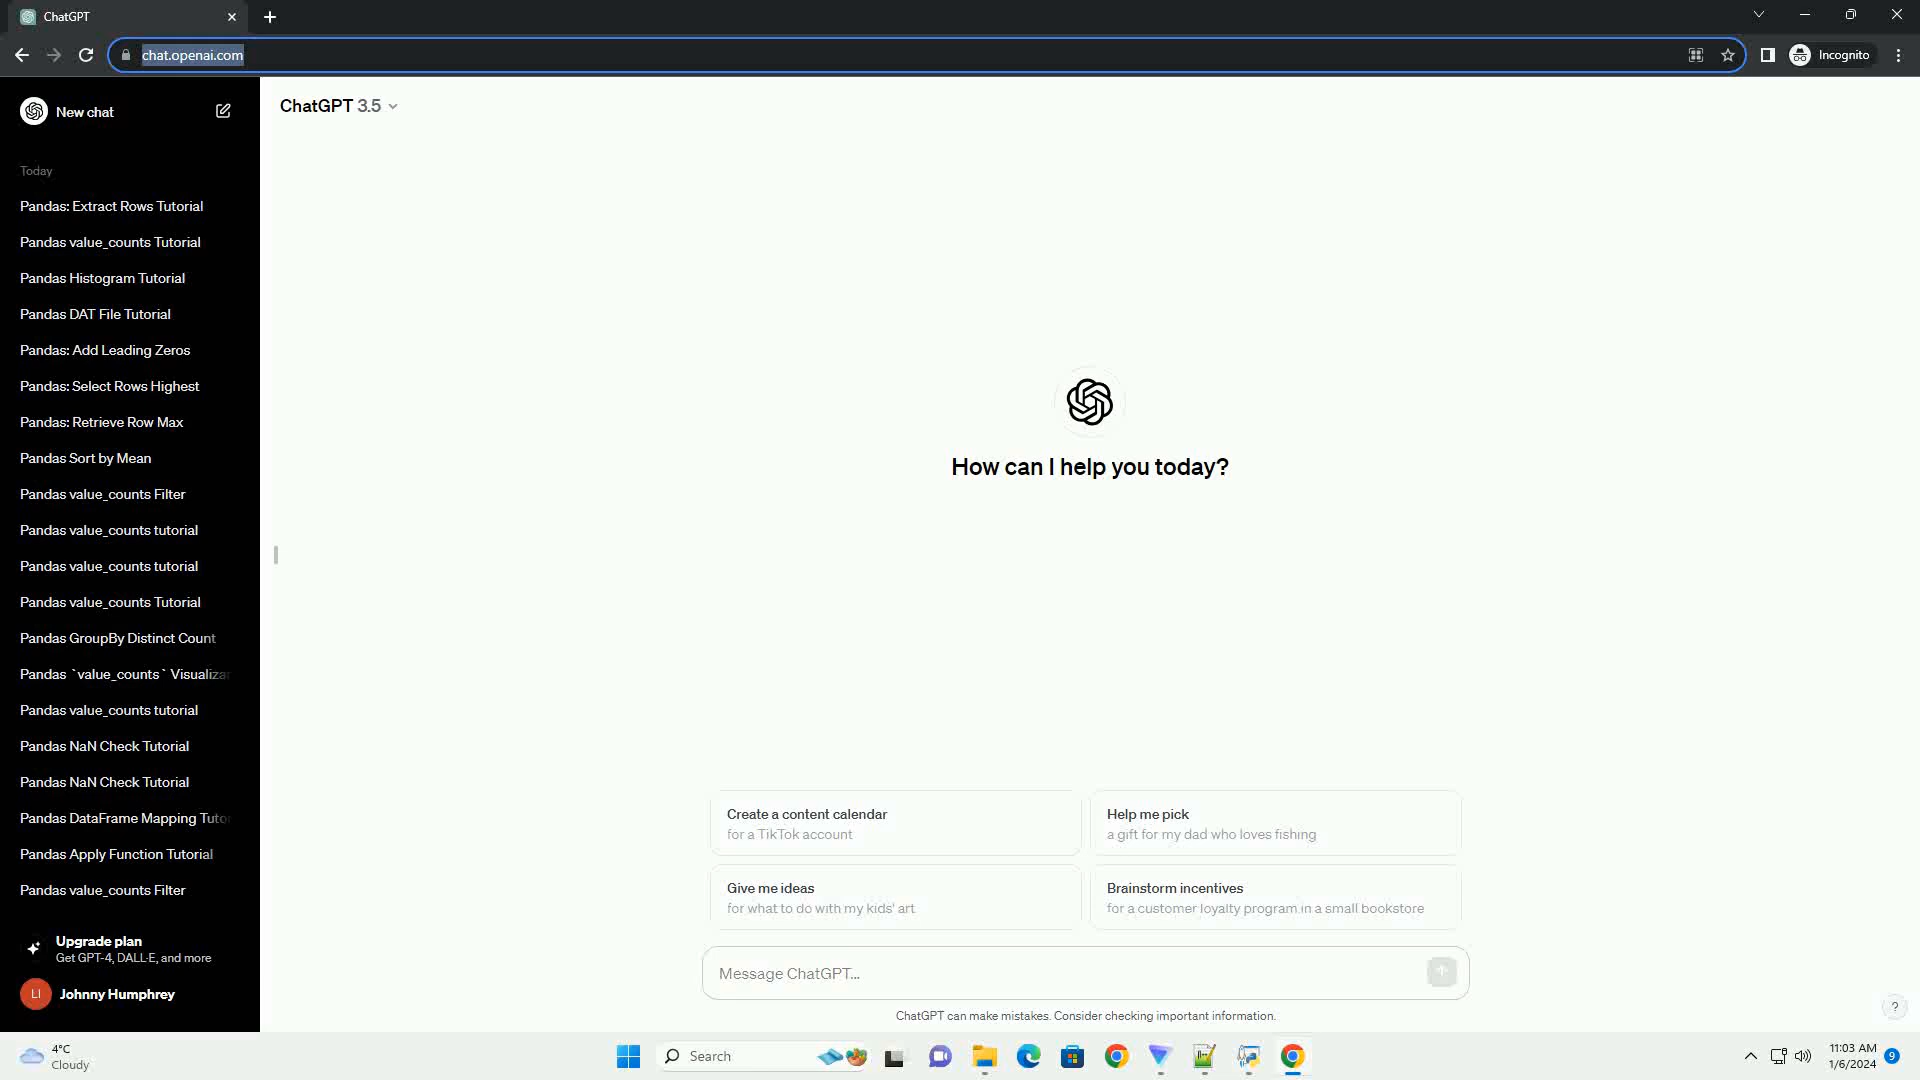 ChatGPT
chat.openai.com
Incognito
New chat
ChatGPT 3.5
Today
Pandas: Extract Rows Tutorial
Pandas value_counts Tutorial
Pandas Histogram Tutorial
Pandas DAT File Tutorial
Pandas: Add Leading Zeros
Pandas: Select Rows Highest
Pandas: Retrieve Row Max
Pandas Sort by Mean
Pandas value_counts Filter
Pandas value_counts tutorial
Pandas value_counts tutorial
Pandas value_counts Tutorial
Pandas GroupBy Distinct Count
Pandas `value_counts` Visualiza
Pandas value_counts tutorial
Pandas NaN Check Tutorial
Pandas NaN Check Tutorial
Pandas DataFrame Mapping Tuto
Pandas Apply Function Tutorial
Pandas value_counts Filter
Upgrade plan
Get GPT-4, DALL·E, and more
LI
Johnny Humphrey
How can I help you today?
Create a content calendar
for a TikTok account
Help me pick
a gift for my dad who loves fishing
Give me ideas
for what to do with my kids' art
Brainstorm incentives
for a customer loyalty program in a small bookstore
Message ChatGPT...
ChatGPT can make mistakes. Consider checking important information.
?
4°C
Cloudy
Search
11:03 AM
1/6/2024
9